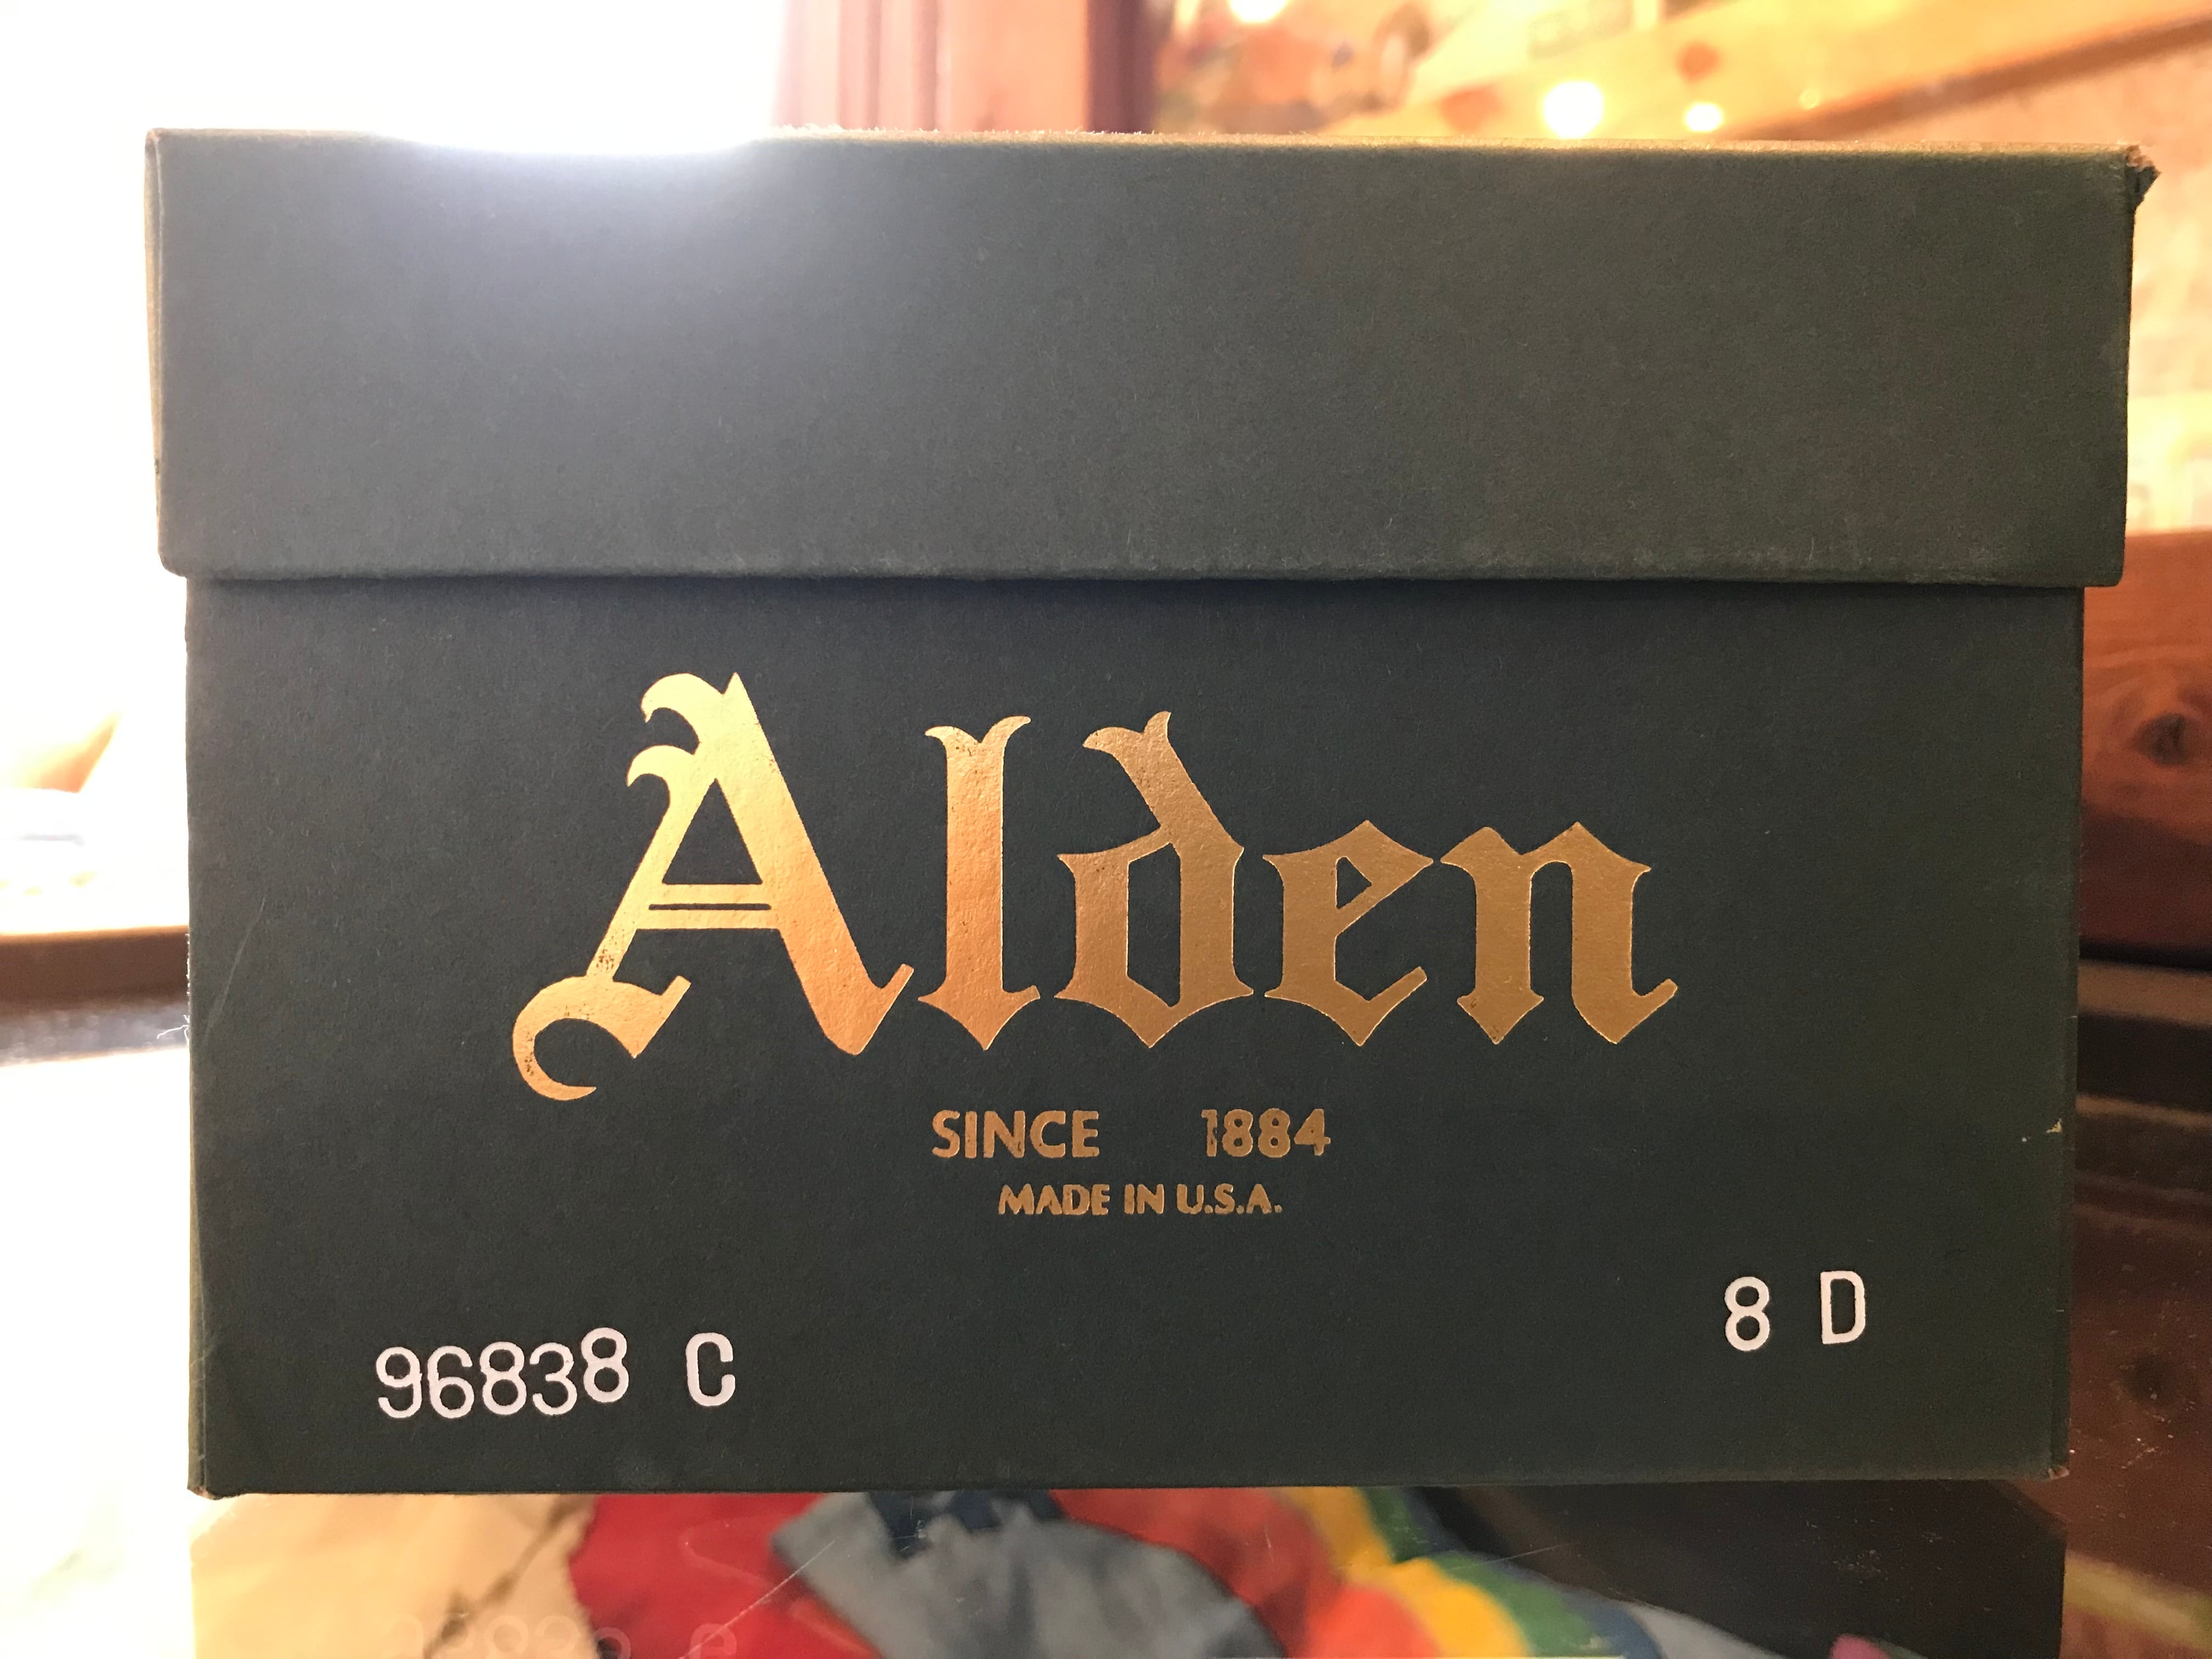 Alden
SINCE 1884
MADE IN U.S.A.
8 D
96838 C